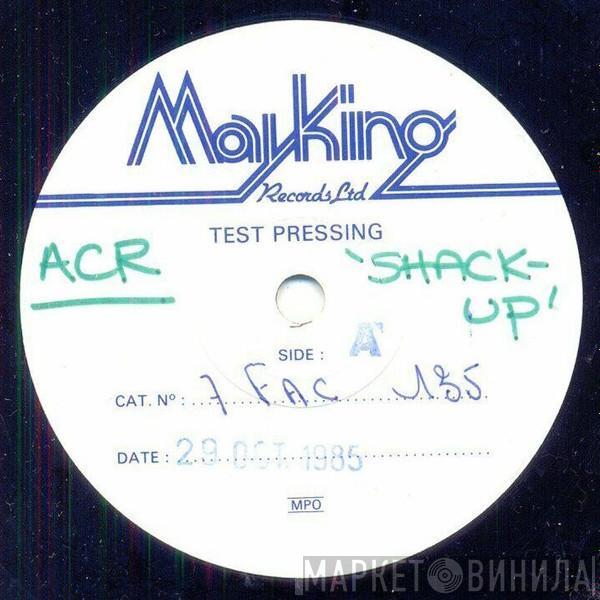 Mayking
Records Ltd
TEST PRESSING
ACR
'SHACK-
UP'
SIDE : A
CAT. Nº : 7 FAC 135
DATE : 29 OCT 1985
MPO
МАРКЕТ ВИНИЛА